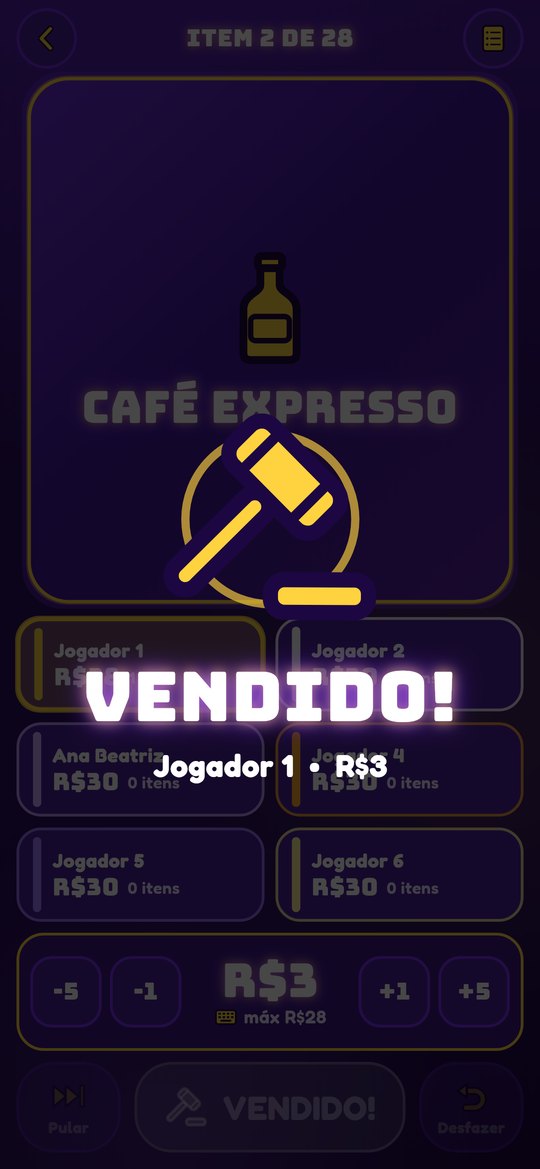 ITEM 2 DE 28
CAFÉ EXPRESSO
Jogador 1
Jogador 2
VENDIDO!
Ana Beatriz
Jogador 4
Jogador 1 • R$3
R$30 0 itens
R$30 0 itens
Jogador 5
Jogador 6
R$30 0 itens
R$30 0 itens
-5
-1
R$3
máx R$28
+1
+5
Pular
VENDIDO!
Desfazer